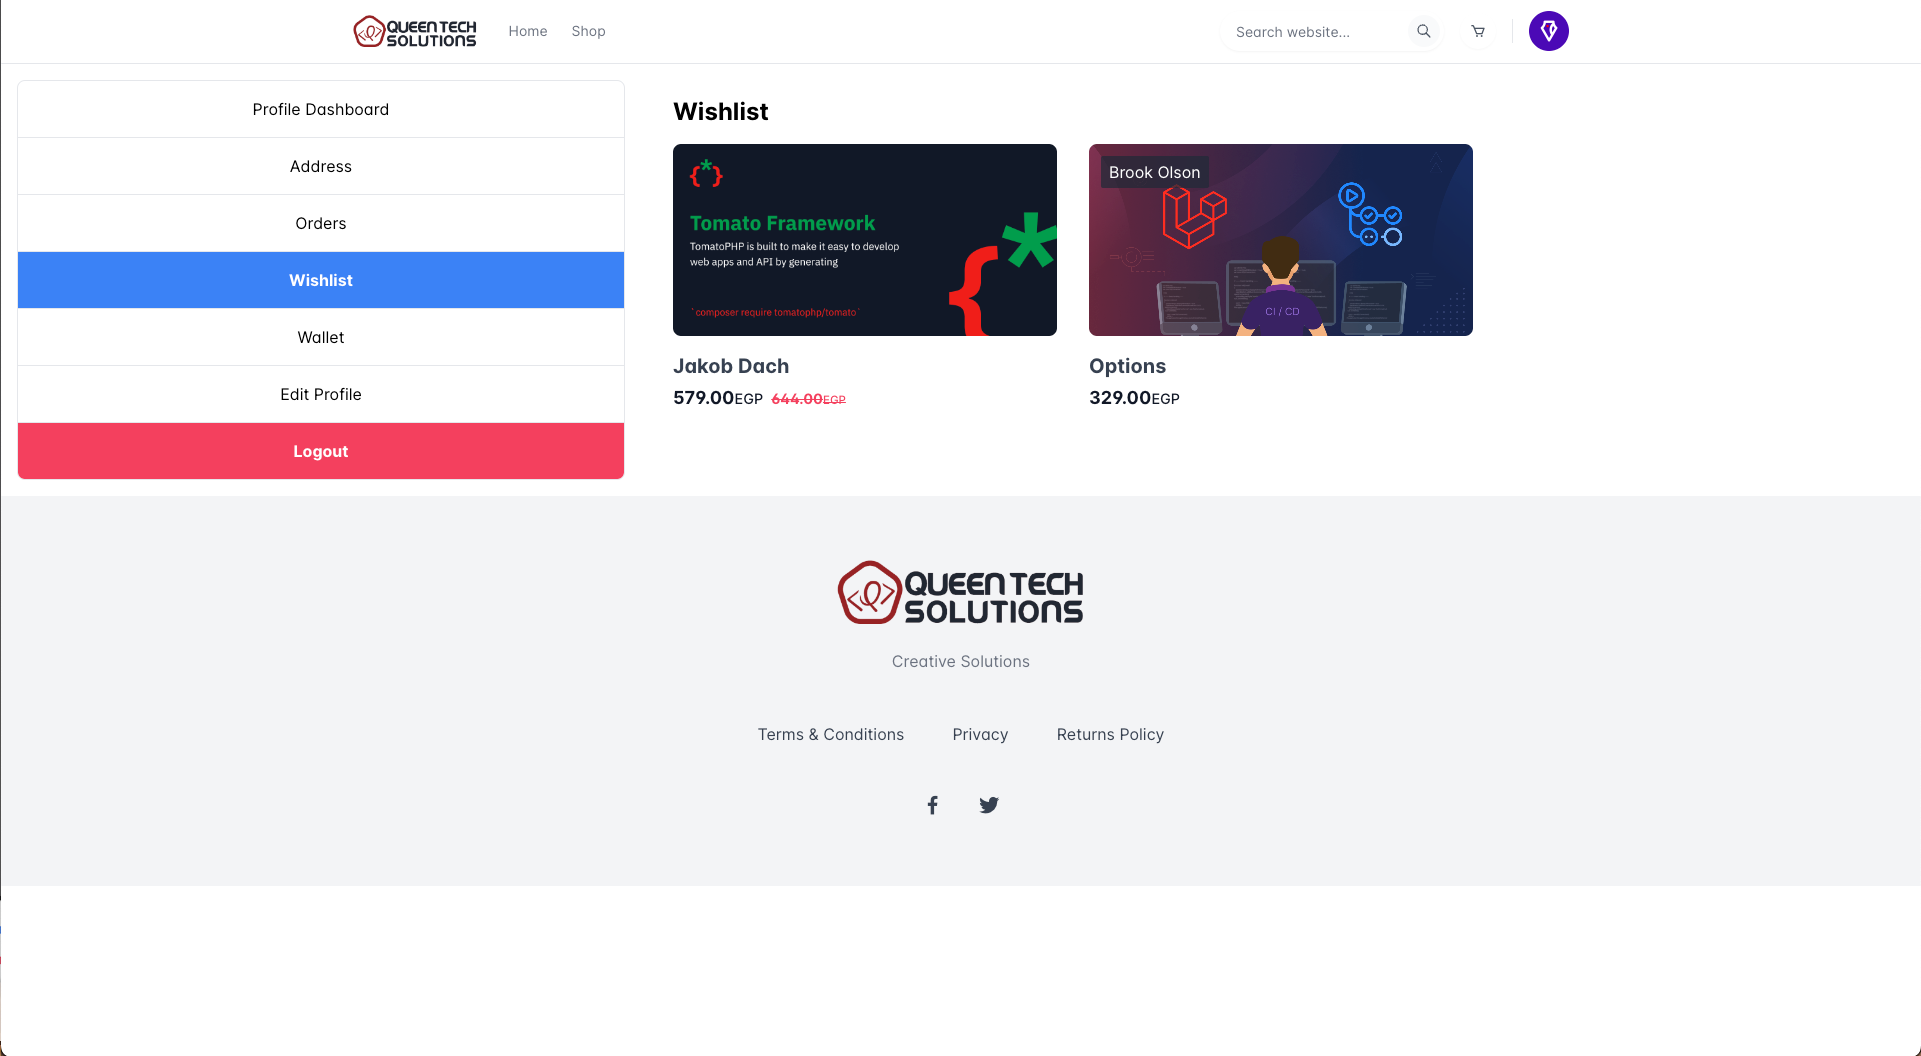 QUEEN TECH
SOLUTIONS
Home
Shop
Search website...
Profile Dashboard
Address
Orders
Wishlist
Wallet
Edit Profile
Logout
Wishlist
{*}
Tomato Framework
TomatoPHP is built to make it easy to develop
web apps and API by generating
`composer require tomatophp/tomato`
Jakob Dach
579.00EGP 644.00EGP
Brook Olson
CI / CD
Options
329.00EGP
QUEEN TECH
SOLUTIONS
Creative Solutions
Terms & Conditions
Privacy
Returns Policy